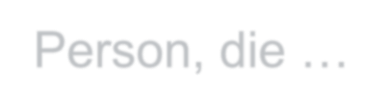 Person, die …